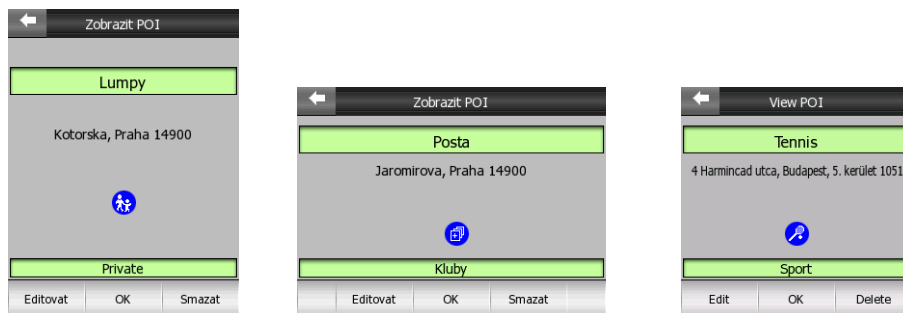 Zobrazit POI
Lumpy
Kotorska, Praha 14900
Private
Editovat OK Smazat
Zobrazit POI
Posta
Jaromirova, Praha 14900
Kluby
Editovat OK Smazat
View POI
Tennis
4 Harmincad utca, Budapest, 5. kerület 1051
Sport
Edit OK Delete